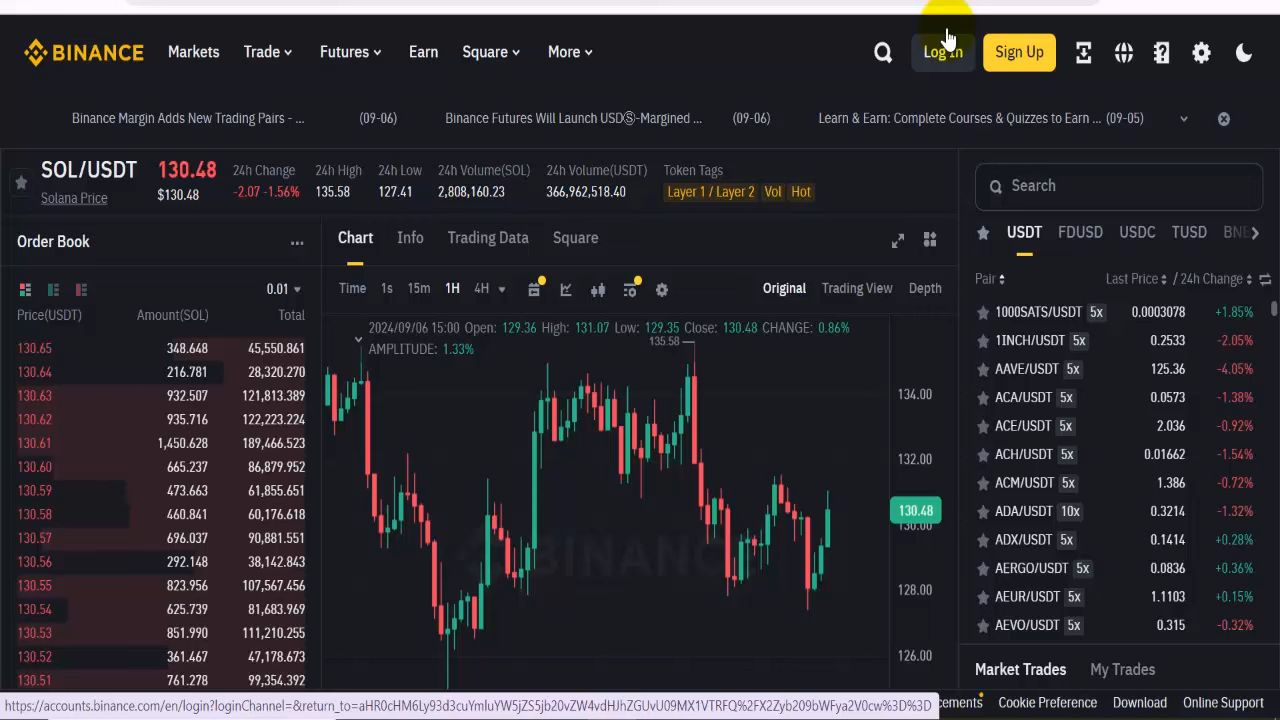 BINANCE Markets Trade Futures Earn Square More Log In Sign Up
Binance Margin Adds New Trading Pairs - ... (09-06) Binance Futures Will Launch USDⓈ-Margined ... (09-06) Learn & Earn: Complete Courses & Quizzes to Earn ... (09-05)
SOL/USDT 130.48 24h Change 24h High 24h Low 24h Volume(SOL) 24h Volume(USDT) Token Tags
Solana Price $130.48 -2.07 -1.56% 135.58 127.41 2,808,160.23 366,962,518.40 Layer 1 / Layer 2 Vol Hot
Order Book ...
0.01
Price(USDT) Amount(SOL) Total
130.65 348.648 45,550.861
130.64 216.781 28,320.270
130.63 932.507 121,813.389
130.62 935.716 122,223.224
130.61 1,450.628 189,466.523
130.60 665.237 86,879.952
130.59 473.663 61,855.651
130.58 460.841 60,176.618
130.57 696.037 90,881.551
130.56 292.148 38,142.843
130.55 823.956 107,567.456
130.54 625.739 81,683.969
130.53 851.990 111,210.255
130.52 361.467 47,178.673
130.51 761.278 99,354.392
Chart Info Trading Data Square
Time 1s 15m 1H 4H Original Trading View Depth
2024/09/06 15:00 Open: 129.36 High: 131.07 Low: 129.35 Close: 130.48 CHANGE: 0.86%
AMPLITUDE: 1.33%
135.58
134.00
132.00
130.48
130.00
128.00
126.00
BINANCE
Search
USDT FDUSD USDC TUSD BN
Pair Last Price / 24h Change
1000SATS/USDT 5x 0.0003078 +1.85%
1INCH/USDT 5x 0.2533 -2.05%
AAVE/USDT 5x 125.36 -4.05%
ACA/USDT 5x 0.0573 -1.38%
ACE/USDT 5x 2.036 -0.92%
ACH/USDT 5x 0.01662 -1.54%
ACM/USDT 5x 1.386 -0.72%
ADA/USDT 10x 0.3214 -1.32%
ADX/USDT 5x 0.1414 +0.28%
AERGO/USDT 5x 0.0836 +0.36%
AEUR/USDT 5x 1.1103 +0.15%
AEVO/USDT 5x 0.315 -0.32%
Market Trades My Trades
https://accounts.binance.com/en/login?loginChannel=&return_to=aHR0cHM6Ly93d3cuYmluYW5jZS5jb20vZW4vdHJhZGUvU09MX1VTRFQ%2FX2Zyb209bWFya2V0cw%3D%3D
cements Cookie Preference Download Online Support